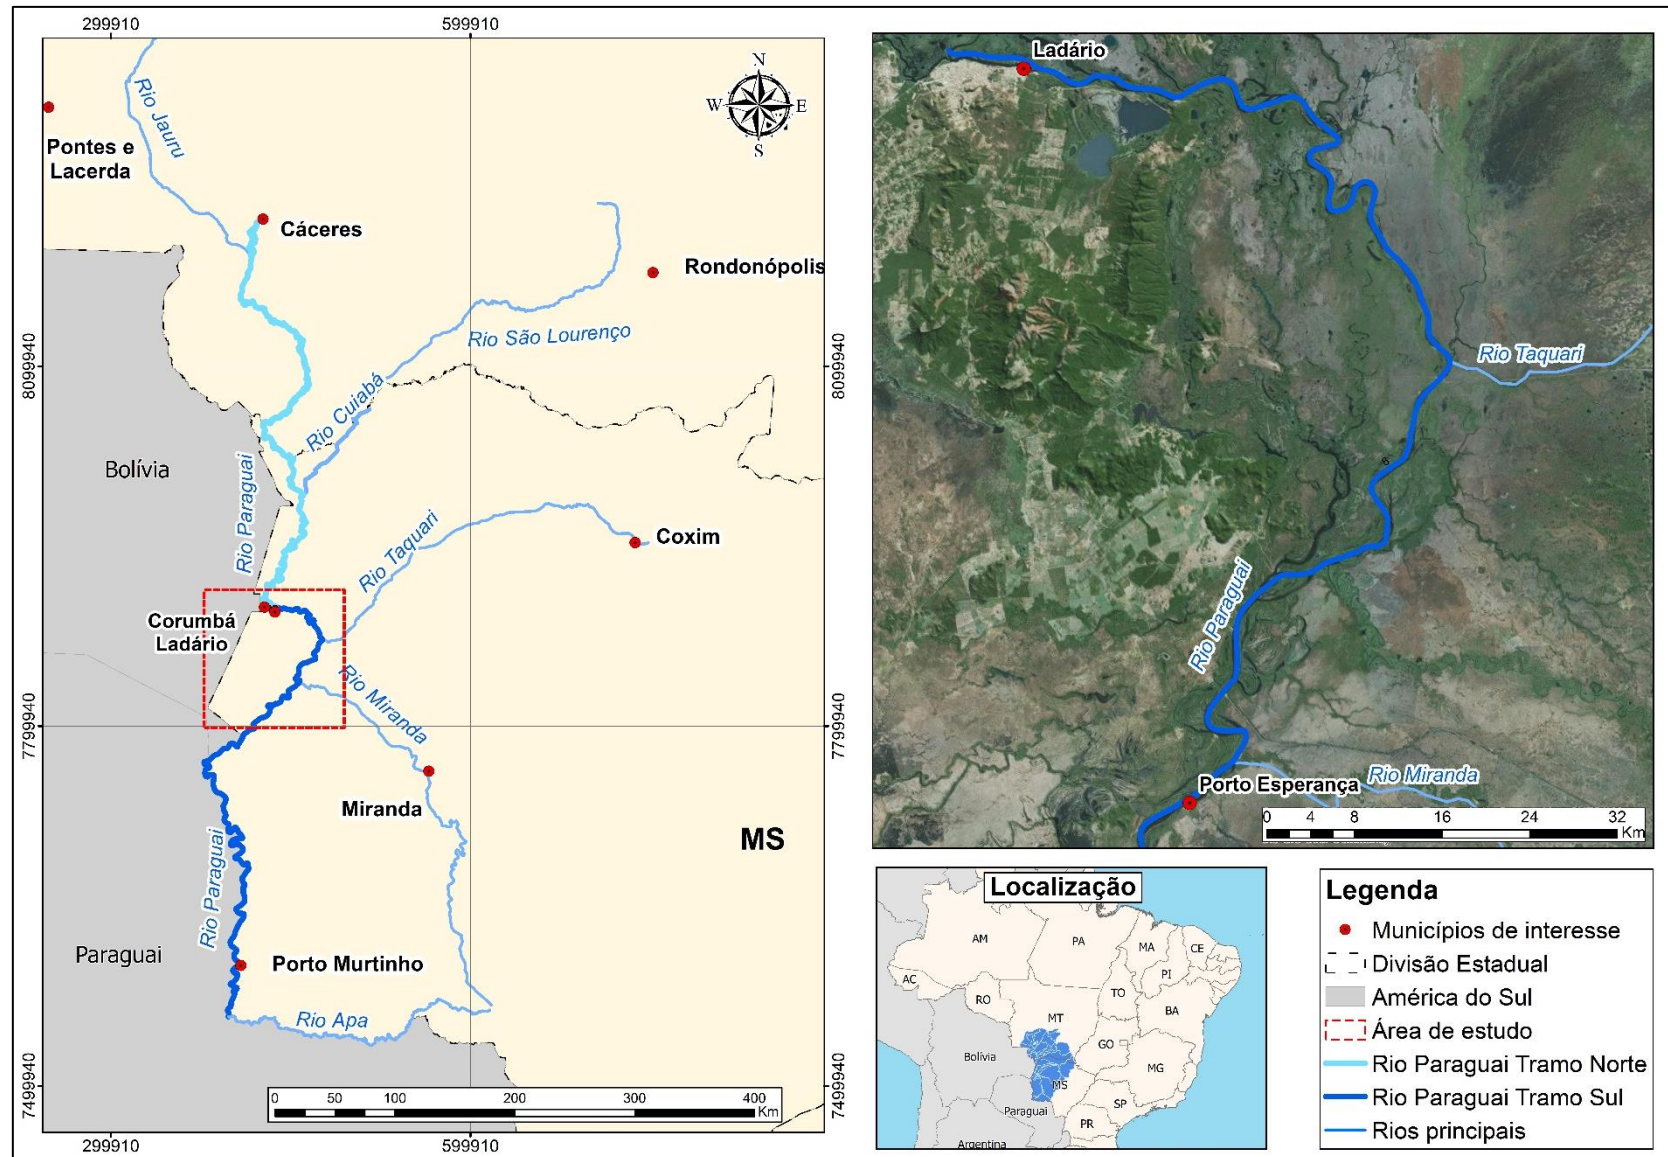 299910
599910
N
W
E
S
Rio Jauru
Pontes e
Lacerda
Cáceres
Rondonópolis
Rio São Lourenço
8099940
8099940
Rio Cuiabá
Bolívia
Rio Paraguai
Rio Taquari
Coxim
Corumbá
Ladário
Rio Miranda
7799940
7799940
Miranda
MS
Rio Paraguai
Paraguai
Porto Murtinho
Rio Apa
7499940
7499940
0
50
100
200
300
400
Km
299910
599910
Ladário
Rio Taquari
Rio Paraguai
Porto Esperança
Rio Miranda
0
4
8
16
24
32
Km
Localização
AM
PA
MA
CE
PI
AC
RO
TO
BA
MT
GO
Bolívia
MG
MS
Paraguai
SP
PR
Argentina
Legenda
Municípios de interesse
Divisão Estadual
América do Sul
Área de estudo
Rio Paraguai Tramo Norte
Rio Paraguai Tramo Sul
Rios principais